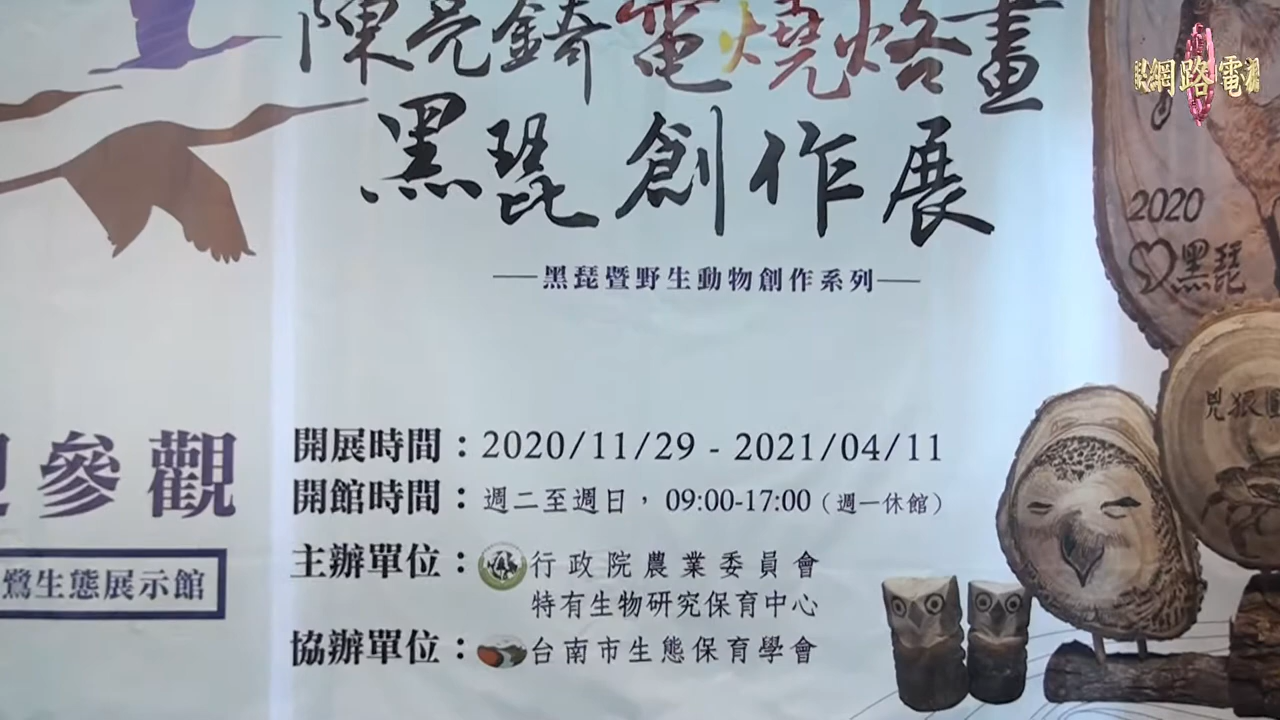 陳亮錡電燒烙畫
黑琵創作展
黑琵暨野生動物創作系列
開展時間：2020/11/29 - 2021/04/11
開館時間：週二至週日，09:00-17:00（週一休館）
主辦單位：行政院農業委員會
特有生物研究保育中心
協辦單位：台南市生態保育學會
參觀
鷺生態展示館
網路電
2020
黑琵
兇狠